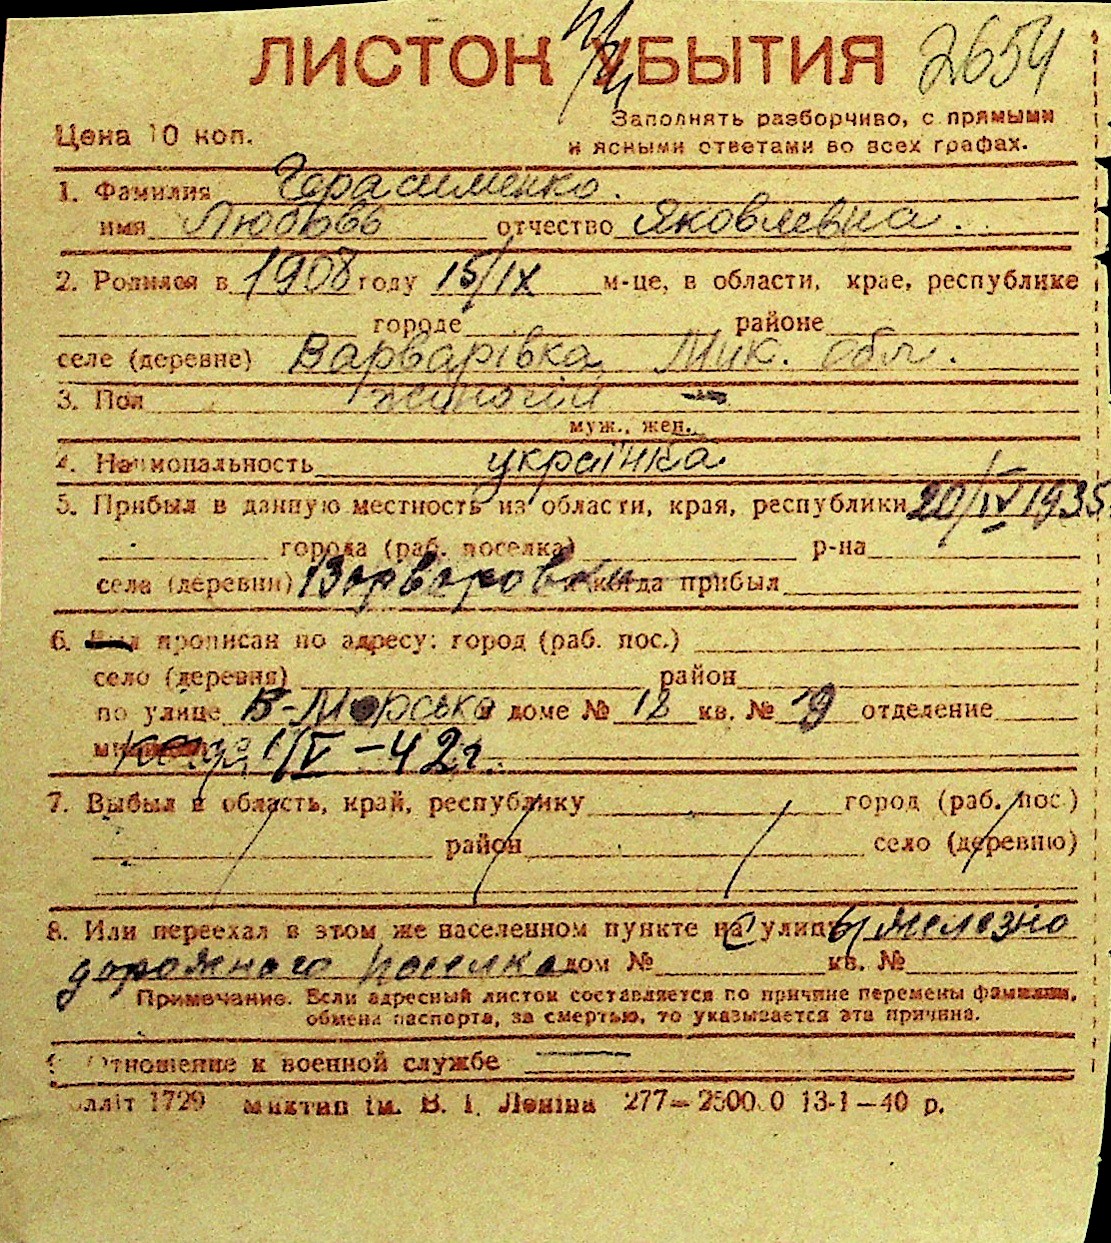 ЛИСТОК УБЫТИЯ 2654
Цена 10 коп.
Заполнять разборчиво, с прямыми
и ясными ответами во всех графах.
1. Фамилия Герасименко.
имя Любовь отчество Яковлевна.
2. Родился в 1908 году 15/IX м-це, в области, крае, республике
городе районе
селе (деревне) Варварівка Мик. обл.
3. Пол жіночий
муж., жен.
4. Национальность українка
5. Прибыл в данную местность из области, края, республики 20/IV 1935
города (раб. поселка) р-на
села (деревни) Варваровки когда прибыл
6. прописан по адресу: город (раб. пос.)
село (деревня) район
по улице В-Морська доме № 12 кв. № 19 отделение
1/V-42г.
7. Выбыл в область, край, республику город (раб. пос.)
район село (деревню)
8. Или переехал в этом же населенном пункте на улицу Железно
дорожного поселка дом № кв. №
Примечание. Если адресный листок составляется по причине перемены фамилии,
обмена паспорта, за смертью, то указывается эта причина.
Отношение к военной службе —
лліт 1729 Миктип ім. В. І. Леніна 277—2500.0 13-1—40 р.